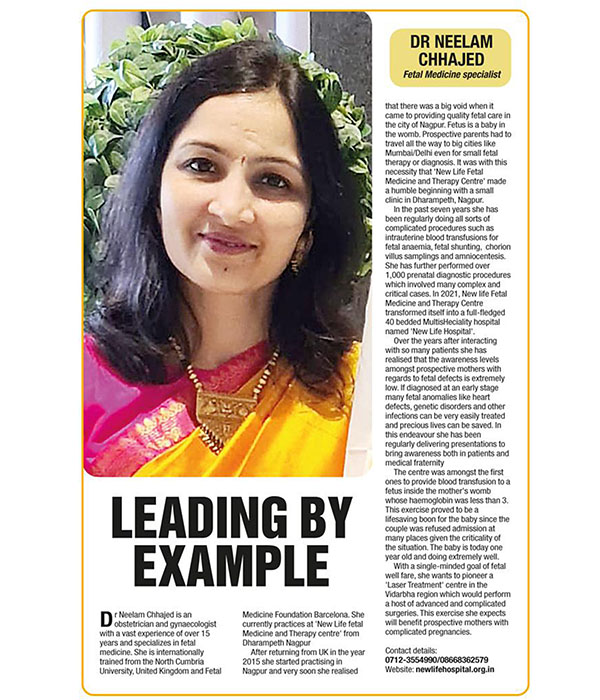 DR NEELAM
CHHAJED
Fetal Medicine specialist
LEADING BY
EXAMPLE
Dr Neelam Chhajed is an
obstetrician and gynaecologist
with a vast experience of over 15
years and specializes in fetal
medicine. She is internationally
trained from the North Cumbria
University, United Kingdom and Fetal
Medicine Foundation Barcelona. She
currently practices at 'New Life fetal
Medicine and Therapy centre' from
Dharampeth Nagpur
After returning from UK in the year
2015 she started practising in
Nagpur and very soon she realised
that there was a big void when it
came to providing quality fetal care in
the city of Nagpur. Fetus is a baby in
the womb. Prospective parents had to
travel all the way to big cities like
Mumbai/Delhi even for small fetal
therapy or diagnosis. It was with this
necessity that 'New Life Fetal
Medicine and Therapy Centre' made
a humble beginning with a small
clinic in Dharampeth, Nagpur.
In the past seven years she has
been regularly doing all sorts of
complicated procedures such as
intrauterine blood transfusions for
fetal anaemia, fetal shunting, chorion
villus samplings and amniocentesis.
She has further performed over
1,000 prenatal diagnostic procedures
which involved many complex and
critical cases. In 2021, New life Fetal
Medicine and Therapy Centre
transformed itself into a full-fledged
40 bedded MultisHeciality hospital
named 'New Life Hospital'.
Over the years after interacting
with so many patients she has
realised that the awareness levels
amongst prospective mothers with
regards to fetal defects is extremely
low. If diagnosed at an early stage
many fetal anomalies like heart
defects, genetic disorders and other
infections can be very easily treated
and precious lives can be saved. In
this endeavour she has been
regularly delivering presentations to
bring awareness both in patients and
medical fraternity
The centre was amongst the first
ones to provide blood transfusion to a
fetus inside the mother's womb
whose haemoglobin was less than 3.
This exercise proved to be a
lifesaving boon for the baby since the
couple was refused admission at
many places given the criticality of
the situation. The baby is today one
year old and doing extremely well.
With a single-minded goal of fetal
well fare, she wants to pioneer a
'Laser Treatment' centre in the
Vidarbha region which would perform
a host of advanced and complicated
surgeries. This exercise she expects
will benefit prospective mothers with
complicated pregnancies.
Contact details:
0712-3554990/08668362579
Website: newlifehospital.org.in